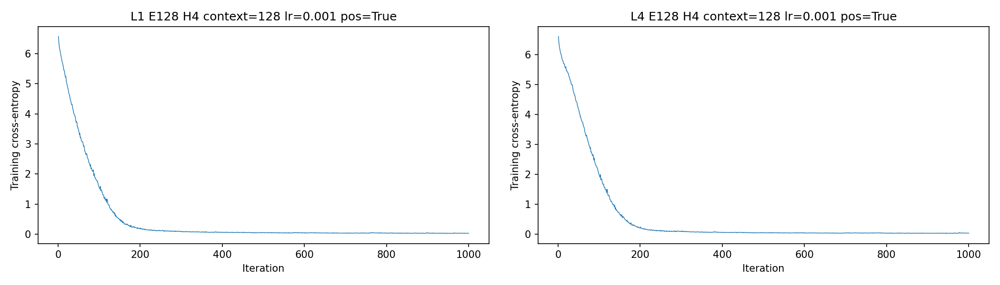 L1 E128 H4 context=128 lr=0.001 pos=True
Training cross-entropy
6
5
4
3
2
1
0
0 200 400 600 800 1000
Iteration
L4 E128 H4 context=128 lr=0.001 pos=True
Training cross-entropy
6
5
4
3
2
1
0
0 200 400 600 800 1000
Iteration